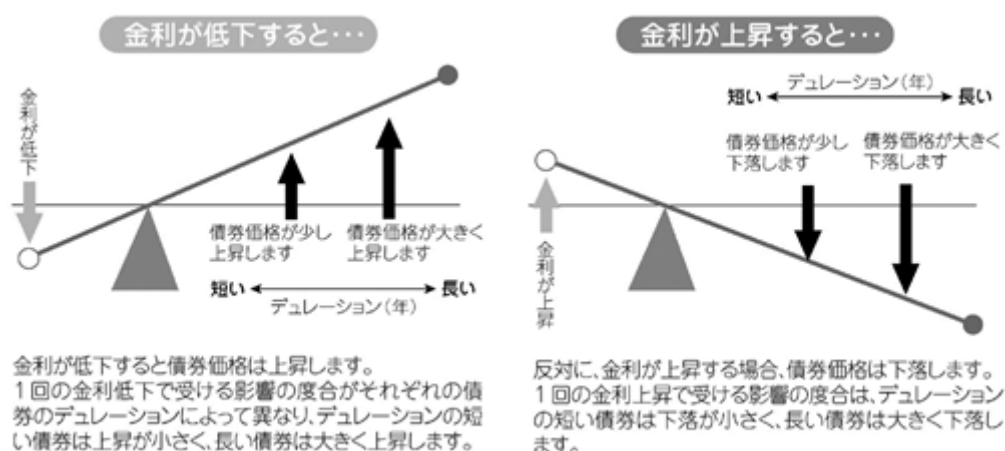 金利が低下すると・・・
金利が低下
債券価格が少し
上昇します
債券価格が大きく
上昇します
短い
長い
デュレーション(年)
金利が低下すると債券価格は上昇します。
1回の金利低下で受ける影響の度合がそれぞれの債
券のデュレーションによって異なり、デュレーションの短
い債券は上昇が小さく、長い債券は大きく上昇します。
金利が上昇すると・・・
デュレーション(年)
短い
長い
債券価格が少し
下落します
債券価格が大きく
下落します
金利が上昇
反対に、金利が上昇する場合、債券価格は下落します。
1回の金利上昇で受ける影響の度合は、デュレーション
の短い債券は下落が小さく、長い債券は大きく下落し
ます。